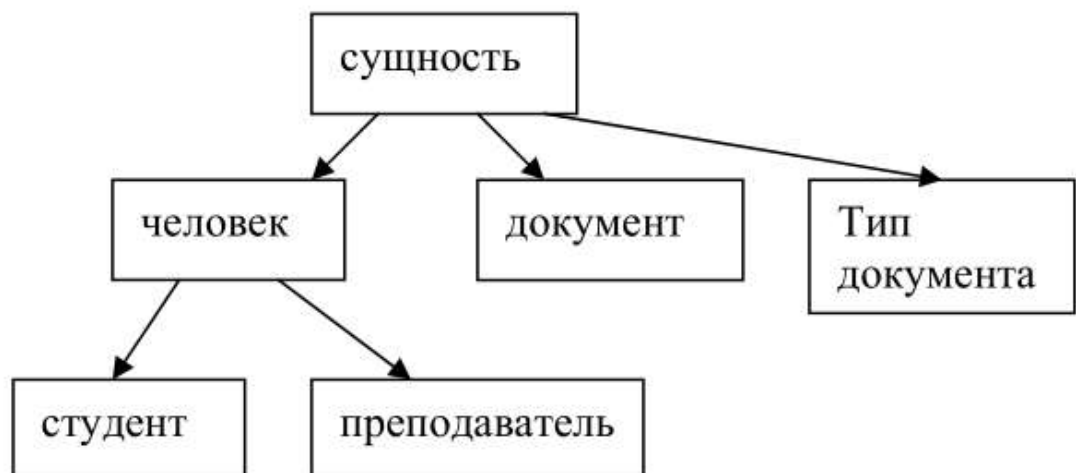 сущность
человек
документ
Тип
документа
студент
преподаватель